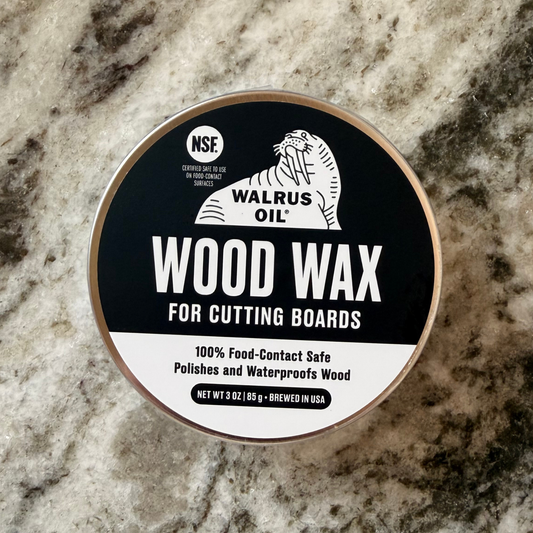 NSF.
CERTIFIED SAFE TO USE
ON FOOD-CONTACT
SURFACES
WALRUS
OIL®
WOOD WAX
FOR CUTTING BOARDS
100% Food-Contact Safe
Polishes and Waterproofs Wood
NET WT 3 OZ | 85 g • BREWED IN USA